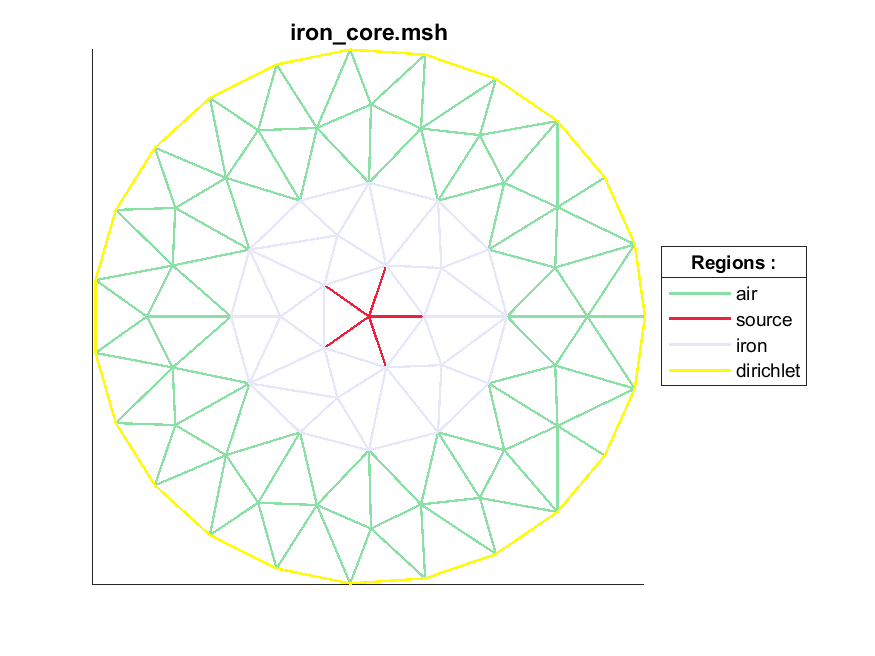 iron_core.msh
Regions :
air
source
iron
dirichlet